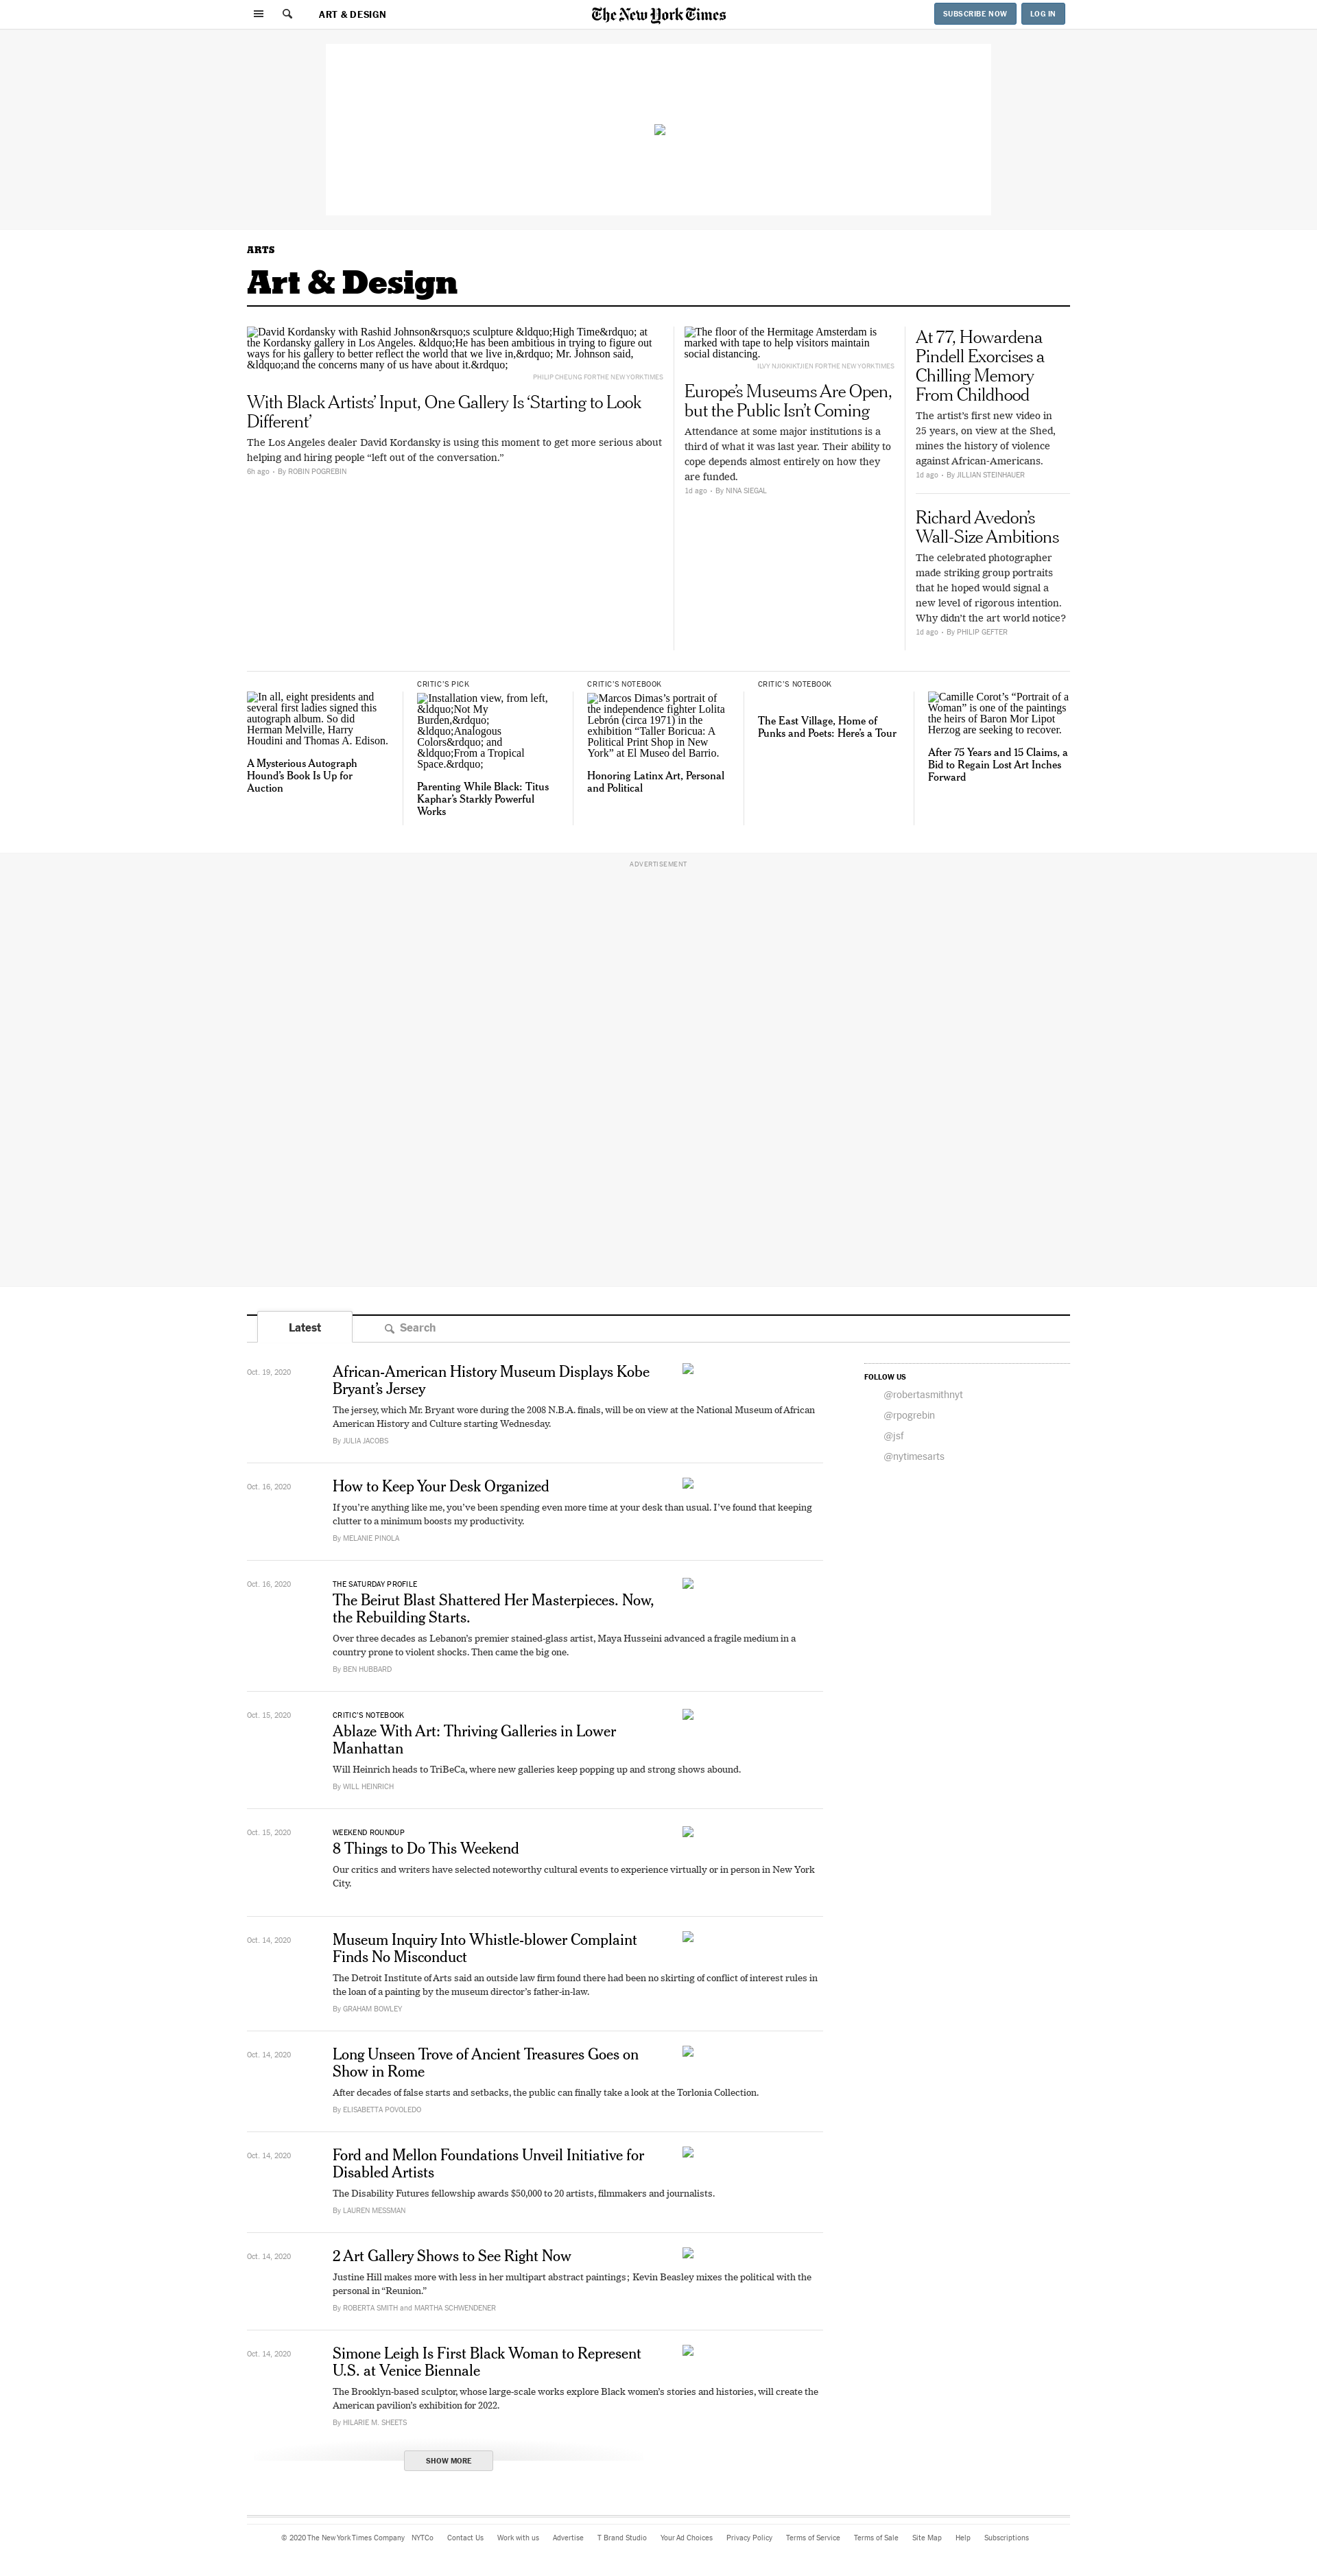 ART & DESIGN
The New York Times
SUBSCRIBE NOW
LOG IN
ARTS
Art & Design
David Kordansky with Rashid Johnson&rsquo;s sculpture &ldquo;High Time&rdquo; at
the Kordansky gallery in Los Angeles. &ldquo;He has been ambitious in trying to figure out
ways for his gallery to better reflect the world that we live in,&rdquo; Mr. Johnson said,
&ldquo;and the concerns many of us have about it.&rdquo;
PHILIP CHEUNG FOR THE NEW YORK TIMES
With Black Artists’ Input, One Gallery Is ‘Starting to Look
Different’
The Los Angeles dealer David Kordansky is using this moment to get more serious about
helping and hiring people “left out of the conversation.”
6h ago • By ROBIN POGREBIN
The floor of the Hermitage Amsterdam is
marked with tape to help visitors maintain
social distancing.
ILVY NJIOKIKTJIEN FOR THE NEW YORK TIMES
Europe’s Museums Are Open,
but the Public Isn’t Coming
Attendance at some major institutions is a
third of what it was last year. Their ability to
cope depends almost entirely on how they
are funded.
1d ago • By NINA SIEGAL
At 77, Howardena
Pindell Exorcises a
Chilling Memory
From Childhood
The artist’s first new video in
25 years, on view at the Shed,
mines the history of violence
against African-Americans.
1d ago • By JILLIAN STEINHAUER
Richard Avedon’s
Wall-Size Ambitions
The celebrated photographer
made striking group portraits
that he hoped would signal a
new level of rigorous intention.
Why didn’t the art world notice?
1d ago • By PHILIP GEFTER
In all, eight presidents and
several first ladies signed this
autograph album. So did
Herman Melville, Harry
Houdini and Thomas A. Edison.
A Mysterious Autograph
Hound’s Book Is Up for
Auction
CRITIC’S PICK
Installation view, from left,
&ldquo;Not My
Burden,&rdquo;
&ldquo;Analogous
Colors&rdquo; and
&ldquo;From a Tropical
Space.&rdquo;
Parenting While Black: Titus
Kaphar’s Starkly Powerful
Works
CRITIC’S NOTEBOOK
Marcos Dimas’s portrait of
the independence fighter Lolita
Lebrón (circa 1971) in the
exhibition “Taller Boricua: A
Political Print Shop in New
York” at El Museo del Barrio.
Honoring Latinx Art, Personal
and Political
CRITIC’S NOTEBOOK
The East Village, Home of
Punks and Poets: Here’s a Tour
Camille Corot’s “Portrait of a
Woman” is one of the paintings
the heirs of Baron Mor Lipot
Herzog are seeking to recover.
After 75 Years and 15 Claims, a
Bid to Regain Lost Art Inches
Forward
ADVERTISEMENT
Latest
Search
Oct. 19, 2020
African-American History Museum Displays Kobe
Bryant’s Jersey
The jersey, which Mr. Bryant wore during the 2008 N.B.A. finals, will be on view at the National Museum of African
American History and Culture starting Wednesday.
By JULIA JACOBS
FOLLOW US
@robertasmithnyt
@rpogrebin
@jsf
@nytimesarts
Oct. 16, 2020
How to Keep Your Desk Organized
If you’re anything like me, you’ve been spending even more time at your desk than usual. I’ve found that keeping
clutter to a minimum boosts my productivity.
By MELANIE PINOLA
Oct. 16, 2020
THE SATURDAY PROFILE
The Beirut Blast Shattered Her Masterpieces. Now,
the Rebuilding Starts.
Over three decades as Lebanon’s premier stained-glass artist, Maya Husseini advanced a fragile medium in a
country prone to violent shocks. Then came the big one.
By BEN HUBBARD
Oct. 15, 2020
CRITIC’S NOTEBOOK
Ablaze With Art: Thriving Galleries in Lower
Manhattan
Will Heinrich heads to TriBeCa, where new galleries keep popping up and strong shows abound.
By WILL HEINRICH
Oct. 15, 2020
WEEKEND ROUNDUP
8 Things to Do This Weekend
Our critics and writers have selected noteworthy cultural events to experience virtually or in person in New York
City.
Oct. 14, 2020
Museum Inquiry Into Whistle-blower Complaint
Finds No Misconduct
The Detroit Institute of Arts said an outside law firm found there had been no skirting of conflict of interest rules in
the loan of a painting by the museum director’s father-in-law.
By GRAHAM BOWLEY
Oct. 14, 2020
Long Unseen Trove of Ancient Treasures Goes on
Show in Rome
After decades of false starts and setbacks, the public can finally take a look at the Torlonia Collection.
By ELISABETTA POVOLEDO
Oct. 14, 2020
Ford and Mellon Foundations Unveil Initiative for
Disabled Artists
The Disability Futures fellowship awards $50,000 to 20 artists, filmmakers and journalists.
By LAUREN MESSMAN
Oct. 14, 2020
2 Art Gallery Shows to See Right Now
Justine Hill makes more with less in her multipart abstract paintings; Kevin Beasley mixes the political with the
personal in “Reunion.”
By ROBERTA SMITH and MARTHA SCHWENDENER
Oct. 14, 2020
Simone Leigh Is First Black Woman to Represent
U.S. at Venice Biennale
The Brooklyn-based sculptor, whose large-scale works explore Black women’s stories and histories, will create the
American pavilion’s exhibition for 2022.
By HILARIE M. SHEETS
SHOW MORE
© 2020 The New York Times Company NYTCo Contact Us Work with us Advertise T Brand Studio Your Ad Choices Privacy Policy Terms of Service Terms of Sale Site Map Help Subscriptions